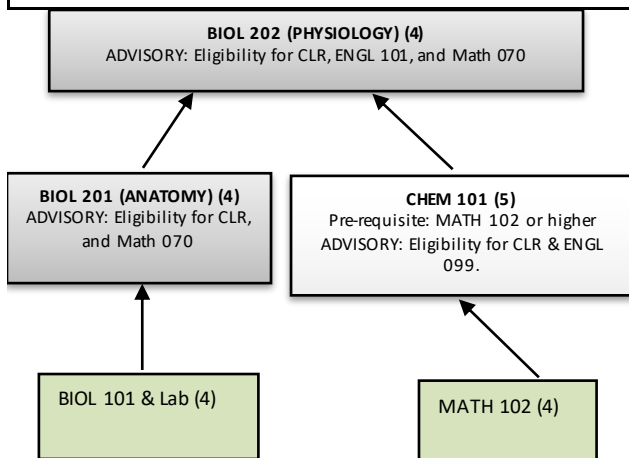 BIOL 202 (PHYSIOLOGY) (4)
ADVISORY: Eligibility for CLR, ENGL 101, and Math 070
BIOL 201 (ANATOMY) (4)
ADVISORY: Eligibility for CLR,
and Math 070
CHEM 101 (5)
Pre-requisite: MATH 102 or higher
ADVISORY: Eligibility for CLR & ENGL
099.
BIOL 101 & Lab (4)
MATH 102 (4)